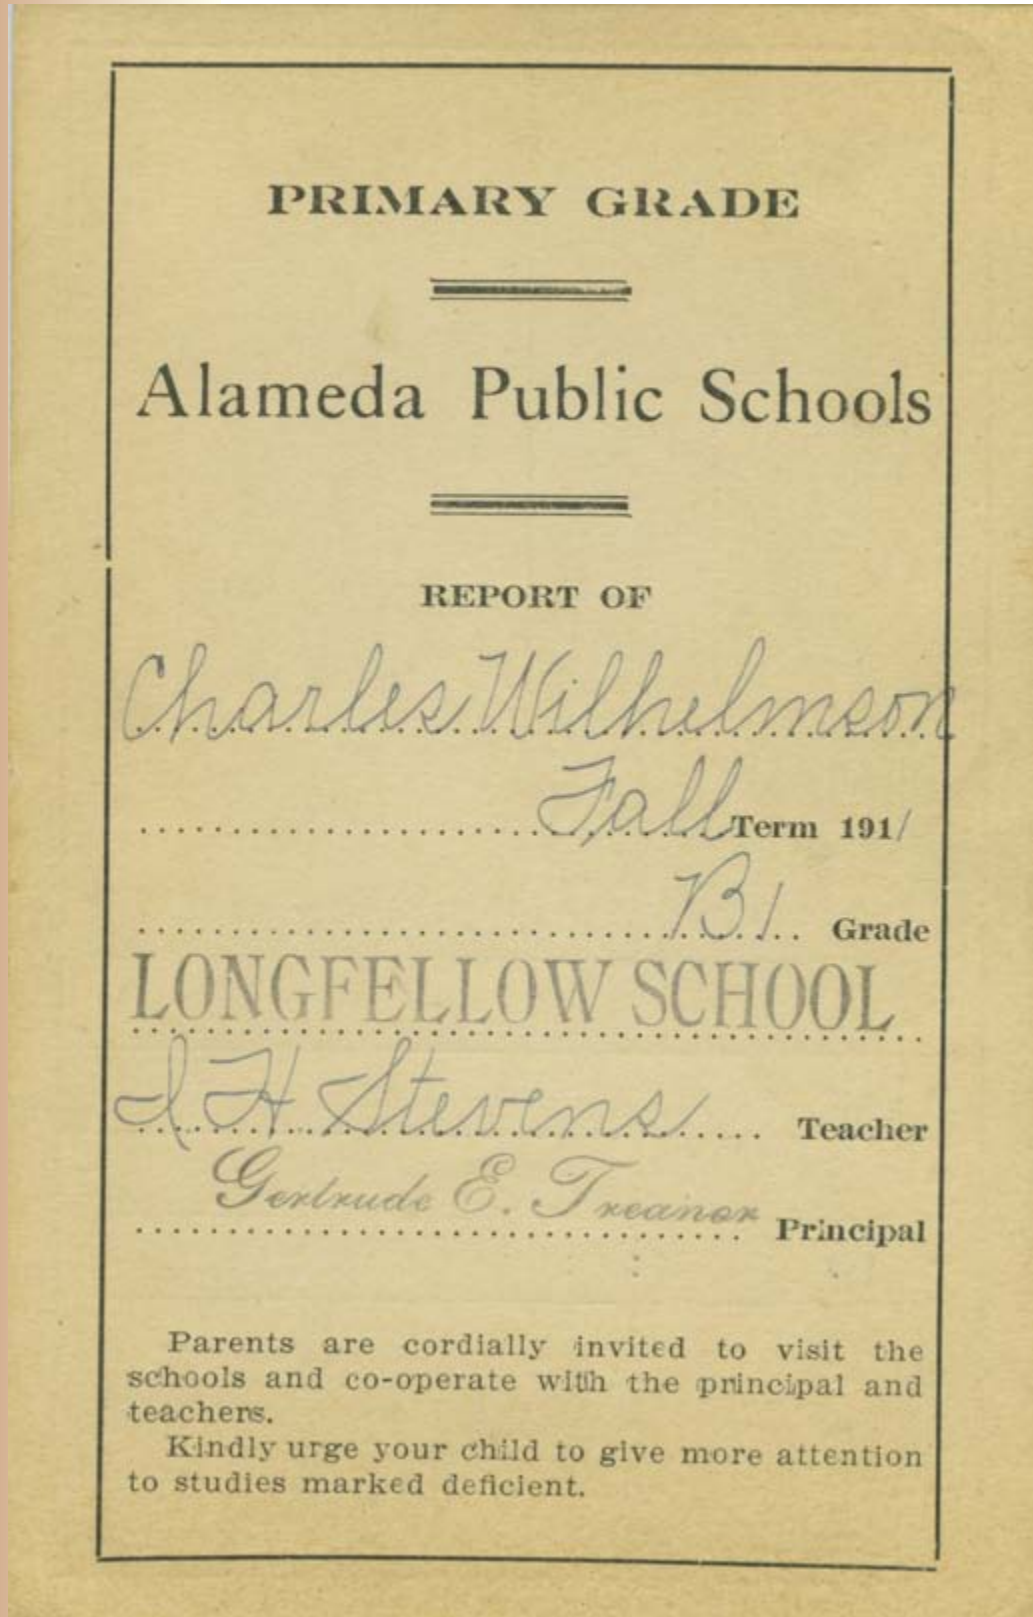 PRIMARY GRADE
Alameda Public Schools
REPORT OF
Charles Wilhelmson
Fall Term 1911
B1 Grade
LONGFELLOW SCHOOL
I H Stevens Teacher
Gertrude E. Treanor Principal
Parents are cordially invited to visit the
schools and co-operate with the principal and
teachers.
Kindly urge your child to give more attention
to studies marked deficient.